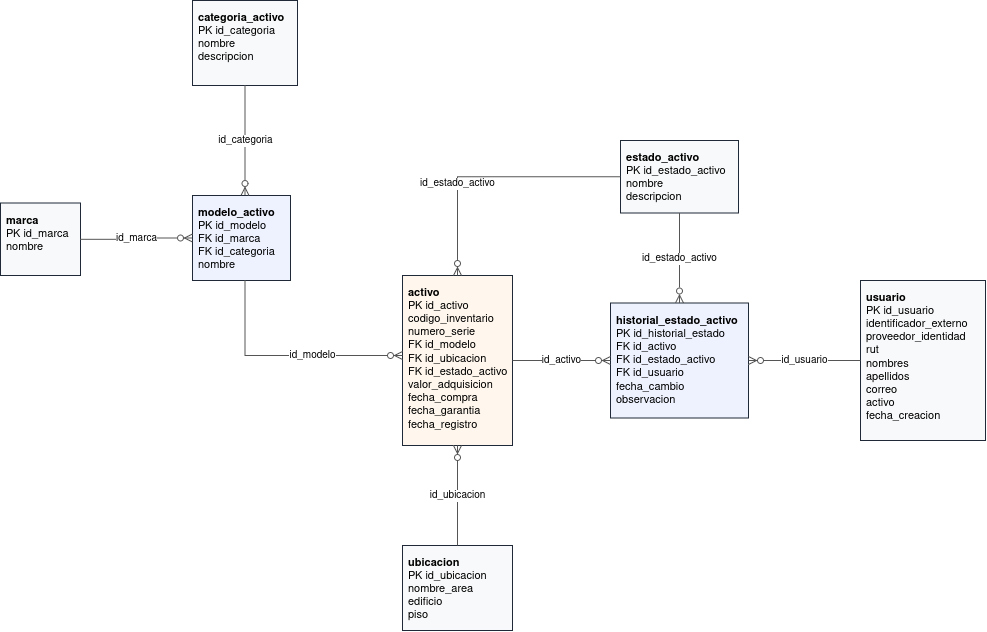 categoria_activo
PK id_categoria
nombre
descripcion
id_categoria
marca
PK id_marca
nombre
id_marca
modelo_activo
PK id_modelo
FK id_marca
FK id_categoria
nombre
id_modelo
estado_activo
PK id_estado_activo
nombre
descripcion
id_estado_activo
id_estado_activo
activo
PK id_activo
codigo_inventario
numero_serie
FK id_modelo
FK id_ubicacion
FK id_estado_activo
valor_adquisicion
fecha_compra
fecha_garantia
fecha_registro
id_activo
historial_estado_activo
PK id_historial_estado
FK id_activo
FK id_estado_activo
FK id_usuario
fecha_cambio
observacion
id_usuario
usuario
PK id_usuario
identificador_externo
proveedor_identidad
rut
nombres
apellidos
correo
activo
fecha_creacion
id_ubicacion
ubicacion
PK id_ubicacion
nombre_area
edificio
piso